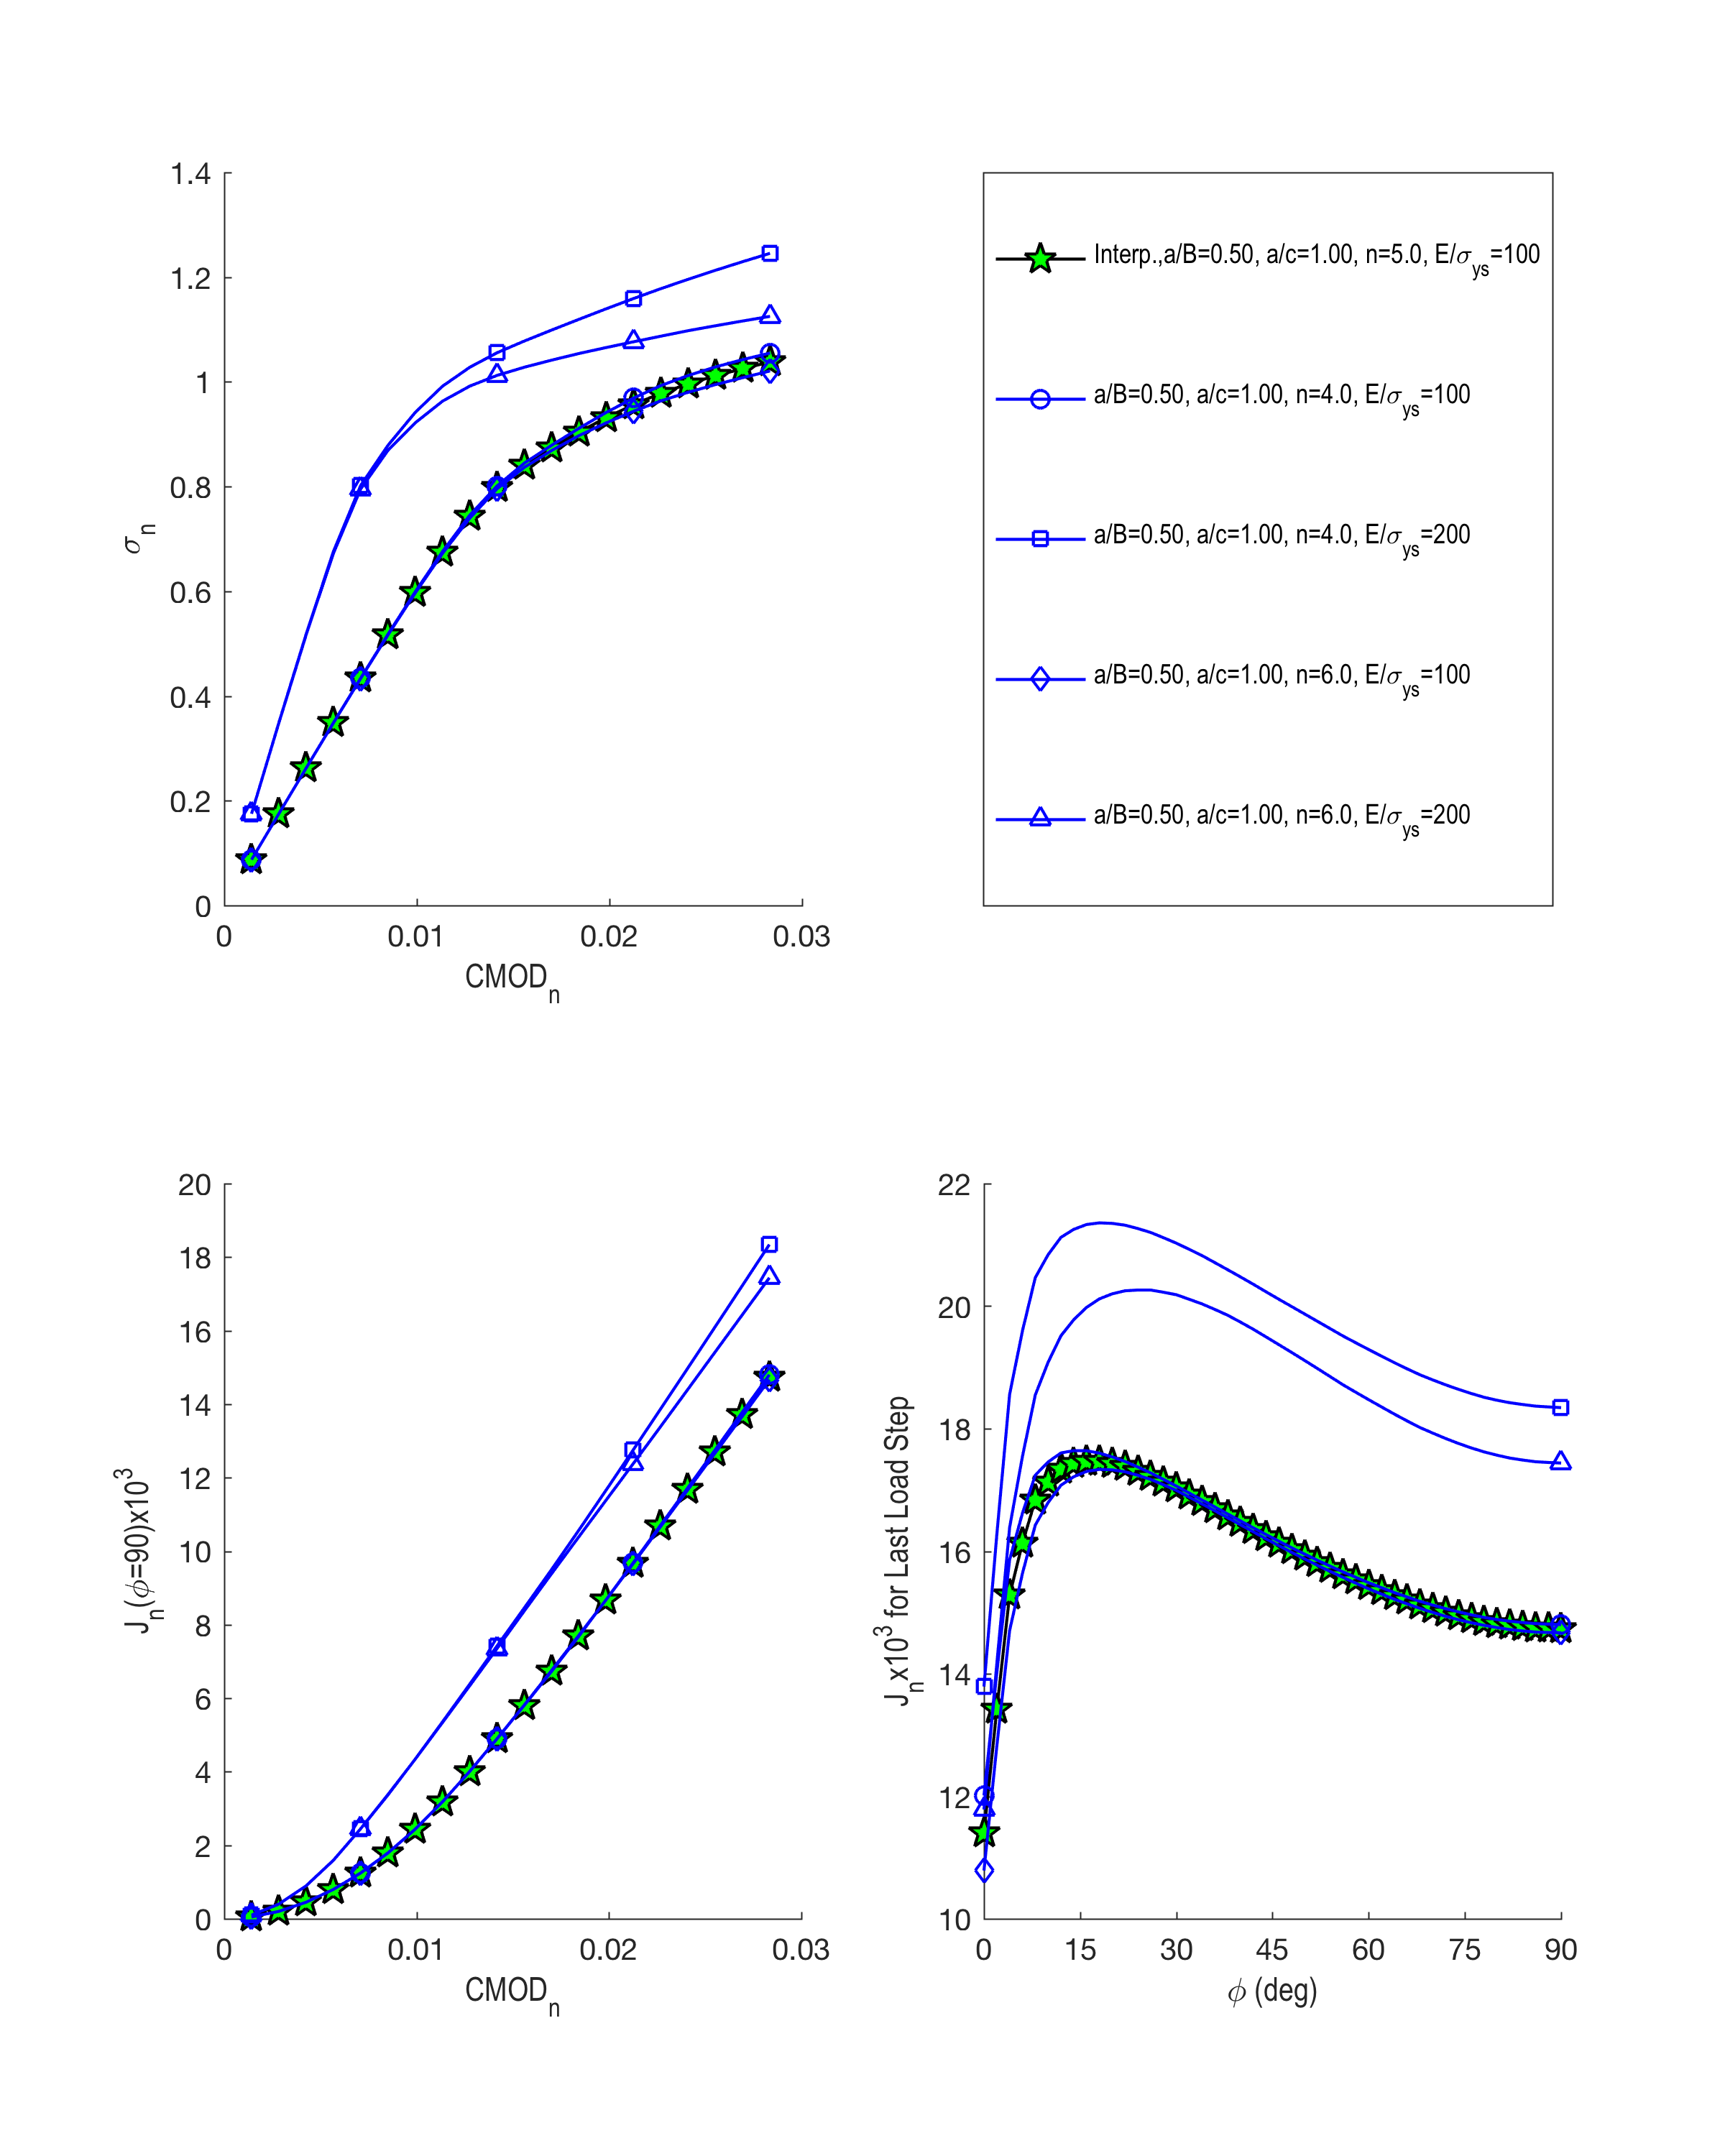 1.4
1.2
1
0.8
0.6
0.4
0.2
0
0 0.01 0.02 0.03
σn
CMODn
Interp.,a/B=0.50, a/c=1.00, n=5.0, E/σys=100
a/B=0.50, a/c=1.00, n=4.0, E/σys=100
a/B=0.50, a/c=1.00, n=4.0, E/σys=200
a/B=0.50, a/c=1.00, n=6.0, E/σys=100
a/B=0.50, a/c=1.00, n=6.0, E/σys=200
20
18
16
14
12
10
8
6
4
2
0
0 0.01 0.02 0.03
Jn(ϕ=90)x10³
CMODn
22
20
18
16
14
12
10
0 15 30 45 60 75 90
Jnx10³ for Last Load Step
ϕ (deg)